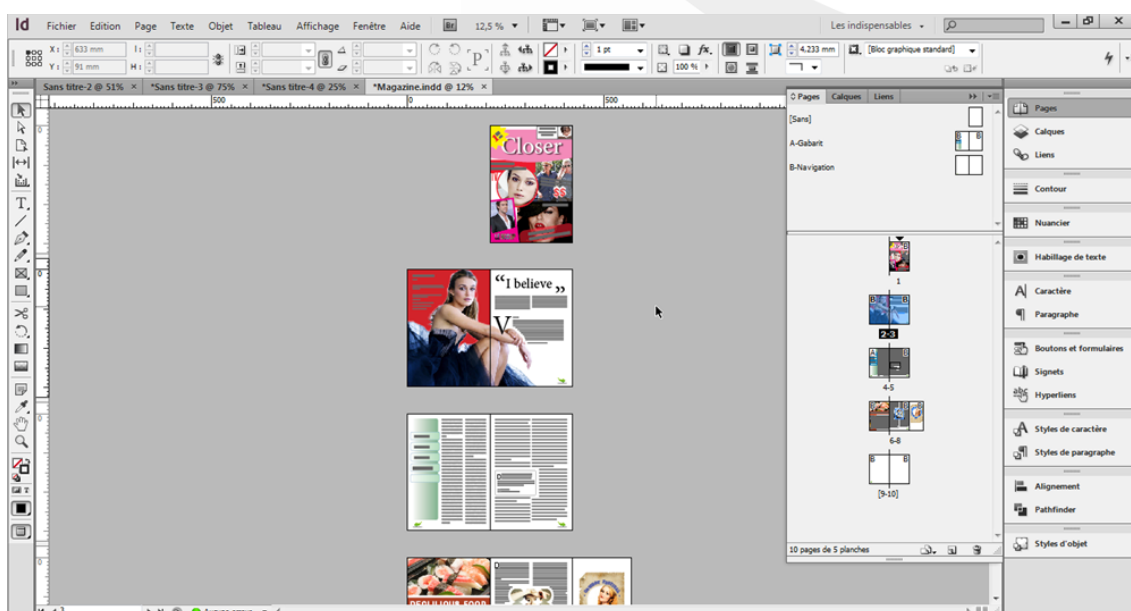 Id Fichier Edition Page Texte Objet Tableau Affichage Fenêtre Aide Br 12,5 % Les indispensables
X : 633 mm L : 1 pt 4,233 mm [Bloc graphique standard]
Y : 91 mm H : P 100 %
Sans titre-2 @ 51% × *Sans titre-3 @ 75% × *Sans titre-4 @ 25% × *Magazine.indd @ 12% ×
500 0 500
Pages Calques Liens
[Sans]
A-Gabarit
B-Navigation
1
2-3
4-5
6-8
[9-10]
10 pages de 5 planches
Pages
Calques
Liens
Contour
Nuancier
Habillage de texte
Caractère
Paragraphe
Boutons et formulaires
Signets
Hyperliens
Styles de caractère
Styles de paragraphe
Alignement
Pathfinder
Styles d'objet
Closer
“I believe„
V